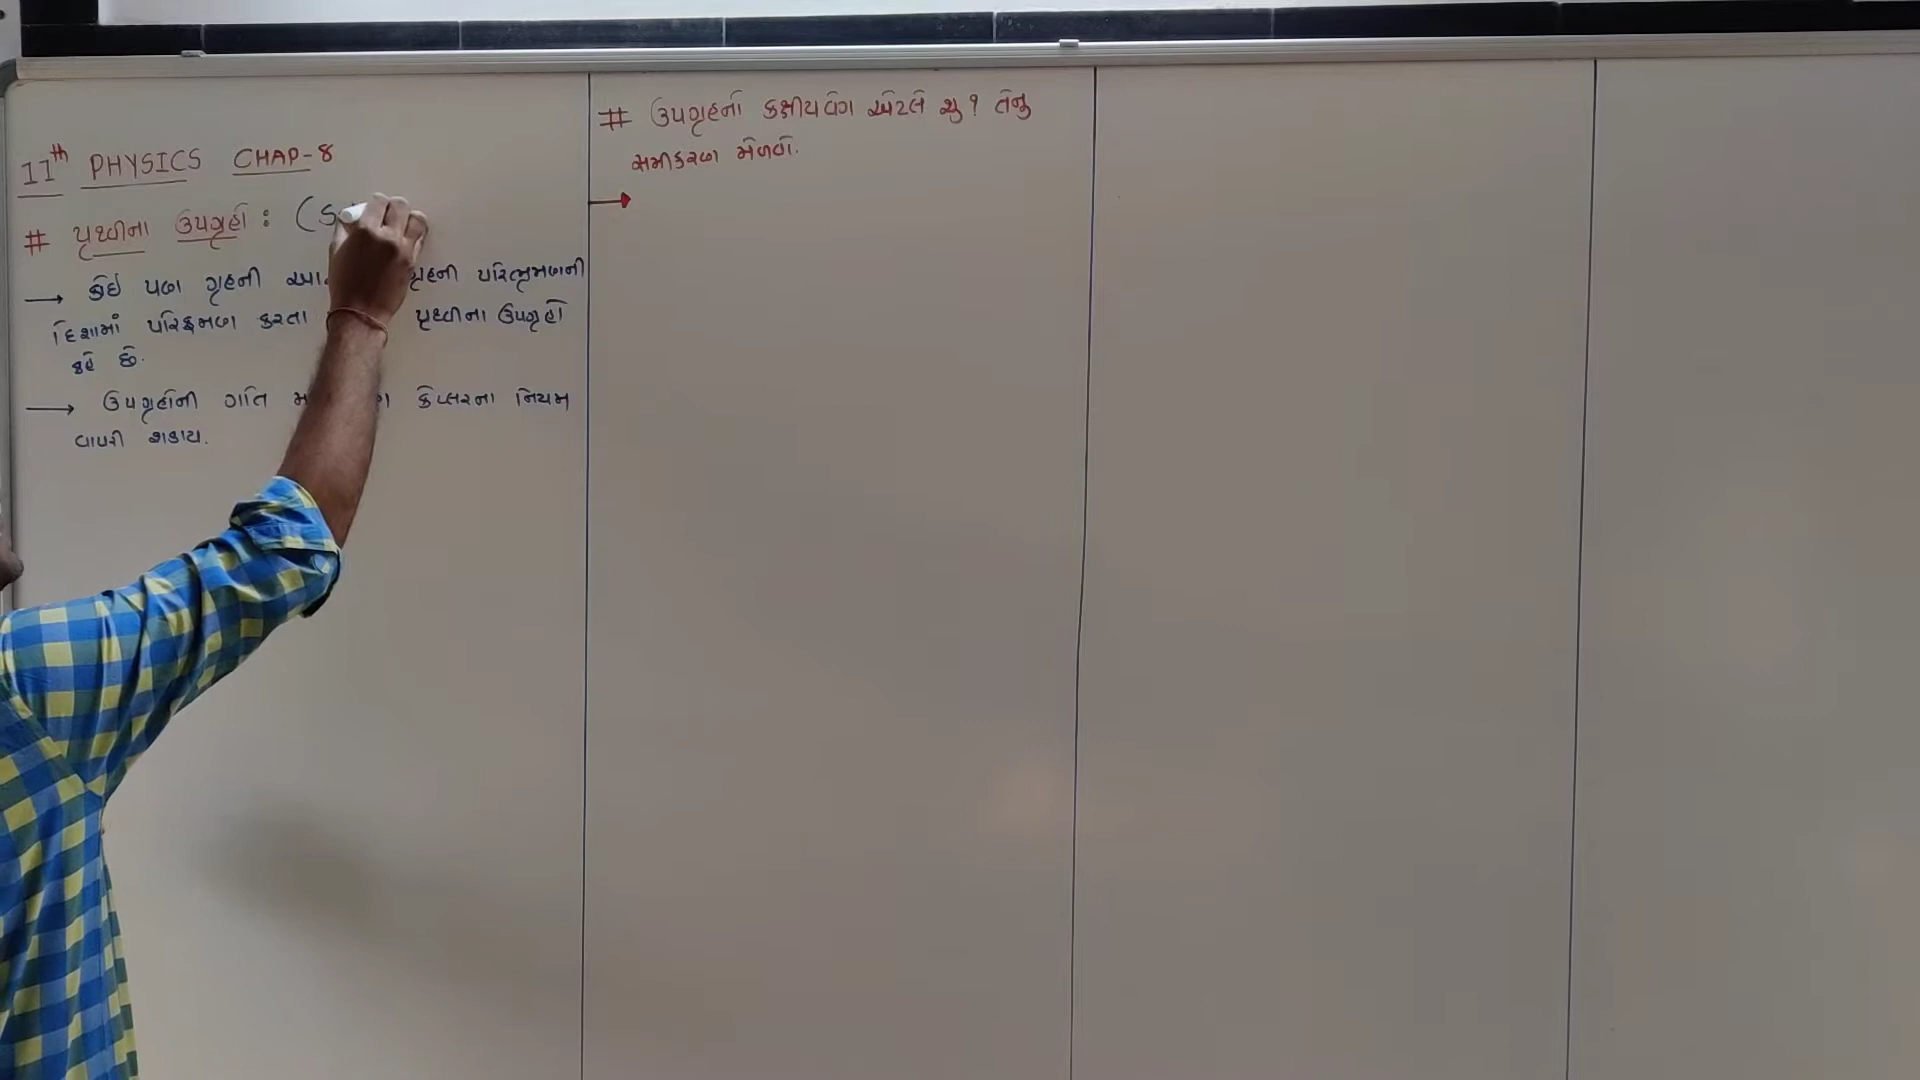 11th PHYSICS CHAP-8
# પૃથ્વીના ઉપગ્રહો : (
→ કોઈ પણ ગ્રહની ગ્રહની પરિભ્રમણની
દિશામાં પરિક્રમણ કરતા પૃથ્વીના ઉપગ્રહો
કહે છે.
→ ઉપગ્રહોની ગતિ કેપ્લરના નિયમ
વાપરી શકાય.
# ઉપગ્રહનો કક્ષીયવેગ એટલે શુ? તેનુ
સમીકરણ મેળવો.
→